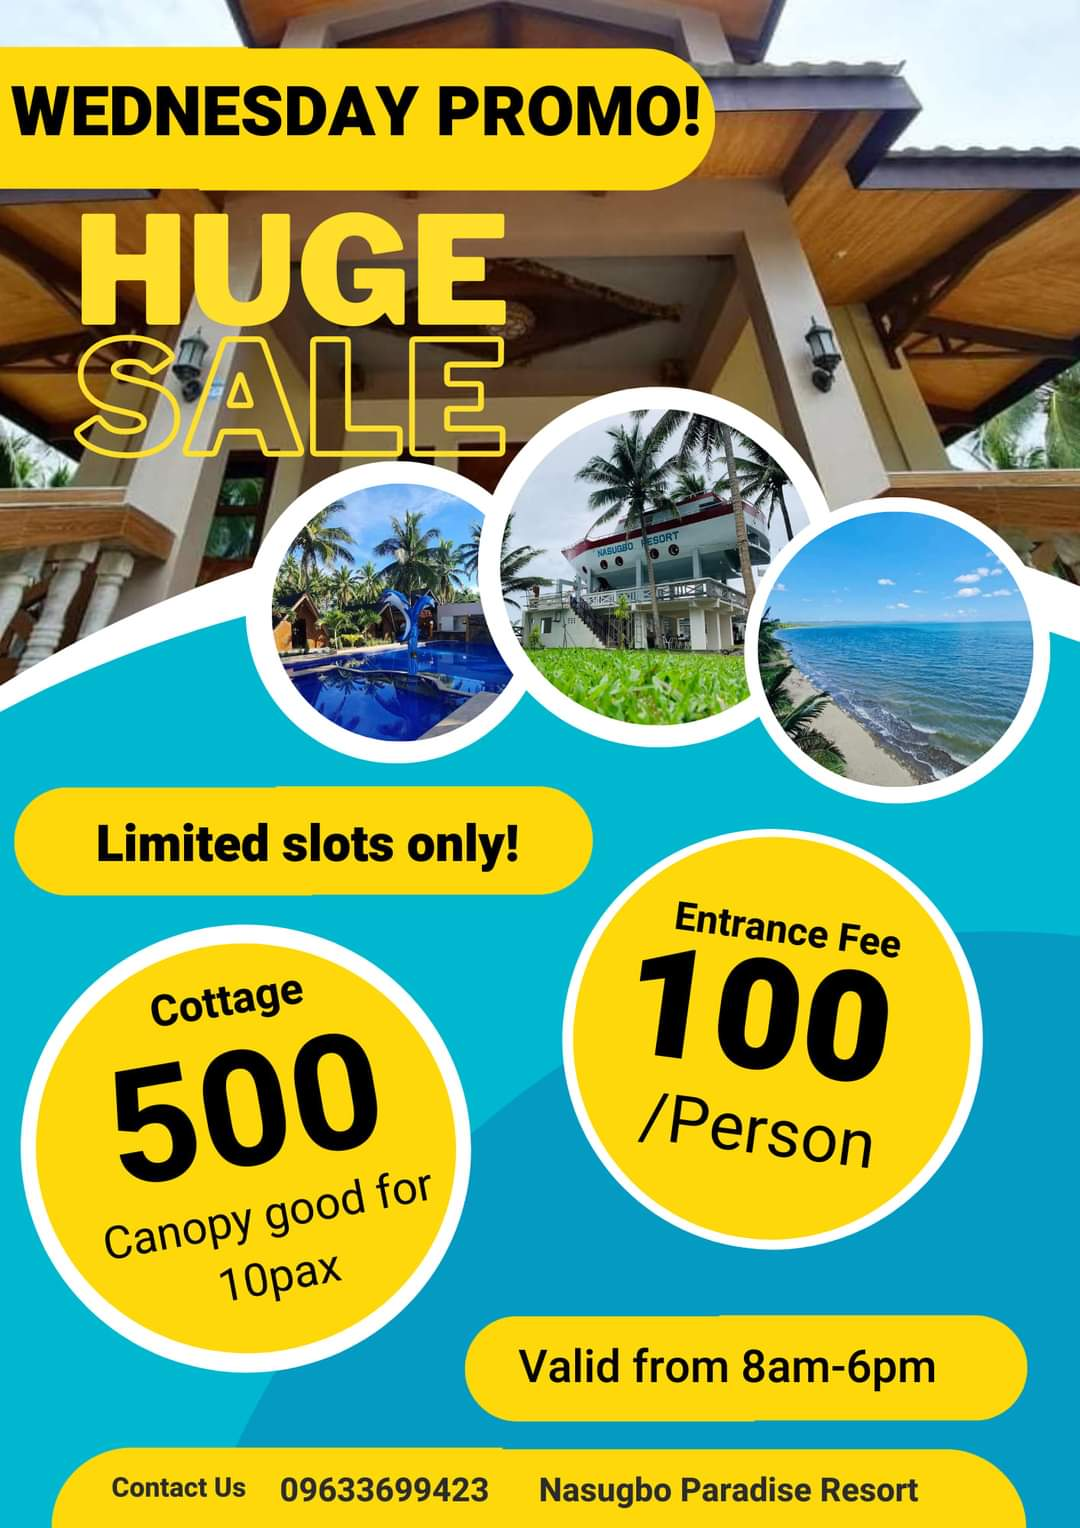 WEDNESDAY PROMO!
HUGE
SALE
NASUGBO RESORT
Limited slots only!
Entrance Fee
100
/Person
Cottage
500
Canopy good for
10pax
Valid from 8am-6pm
Contact Us 09633699423 Nasugbo Paradise Resort